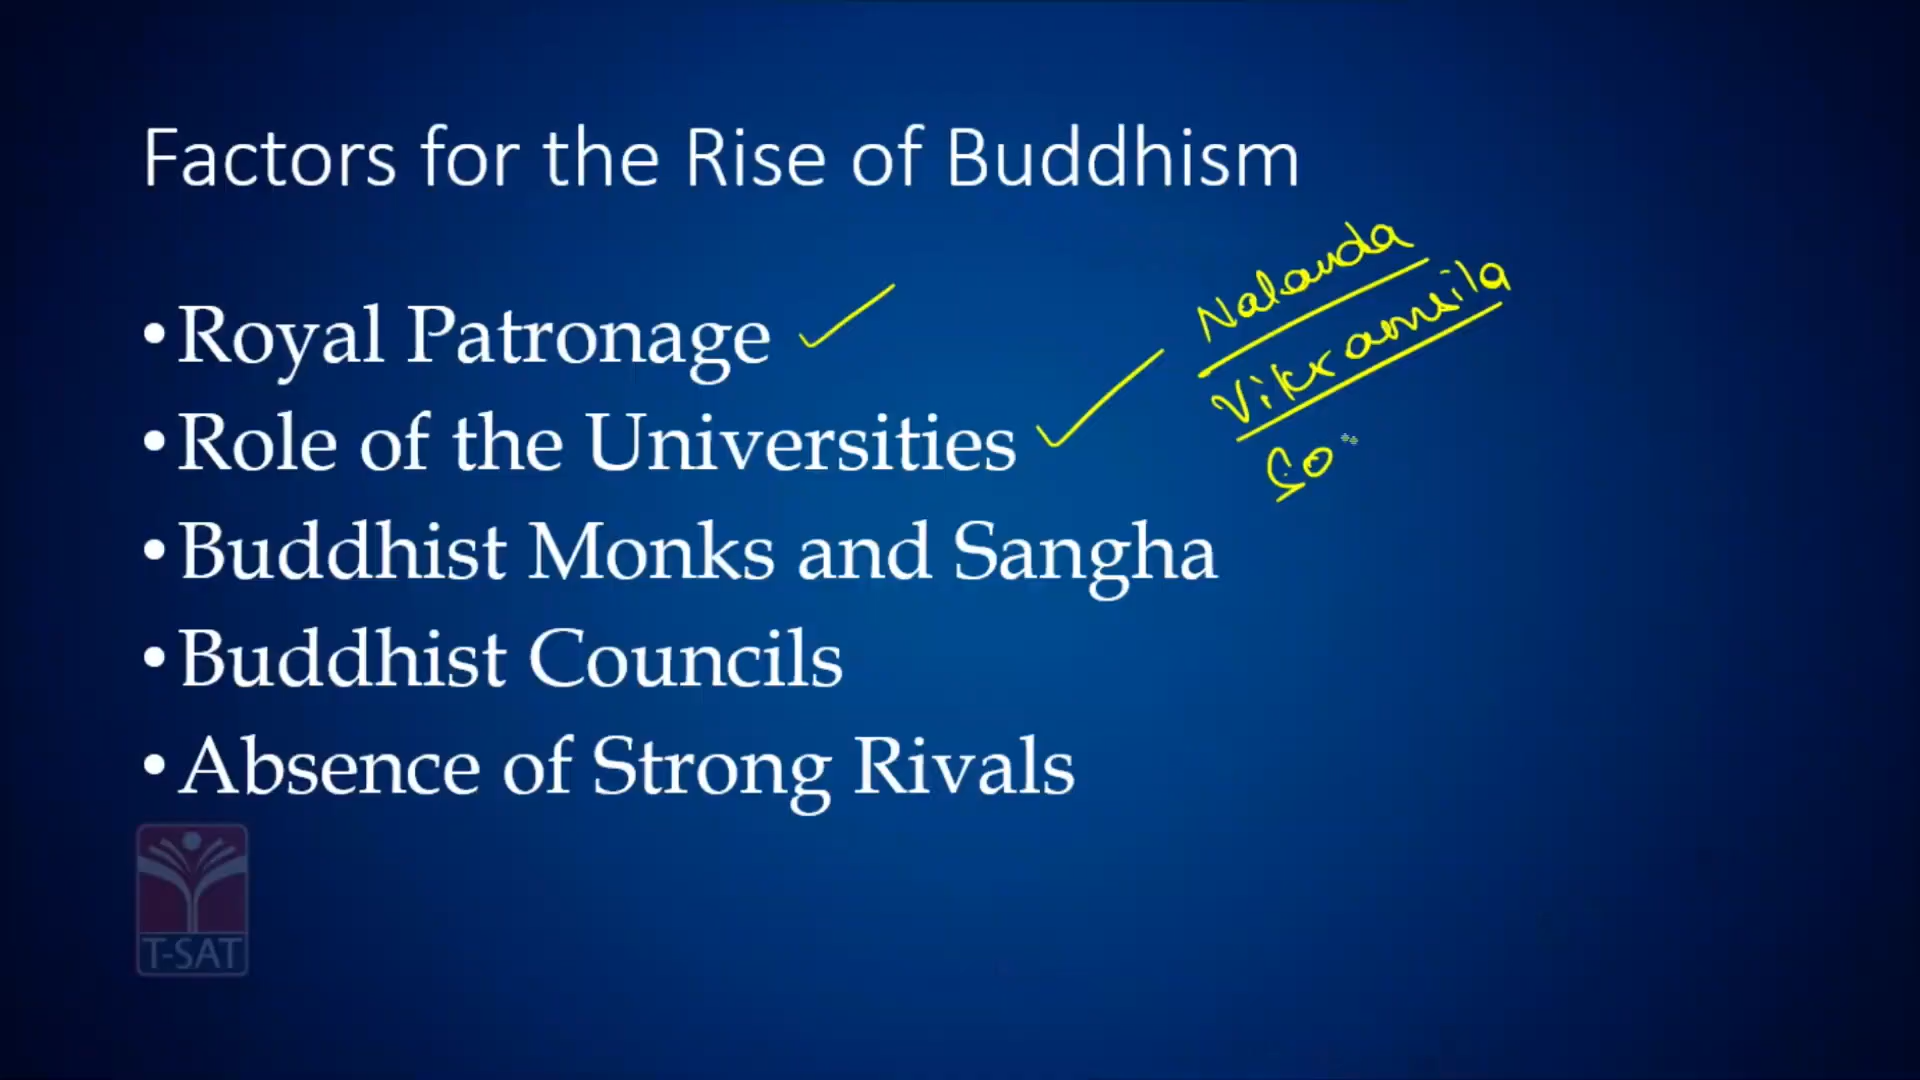 Factors for the Rise of Buddhism
•Royal Patronage
•Role of the Universities
•Buddhist Monks and Sangha
•Buddhist Councils
•Absence of Strong Rivals
Nalanda
Vikramsila
So
T-SAT